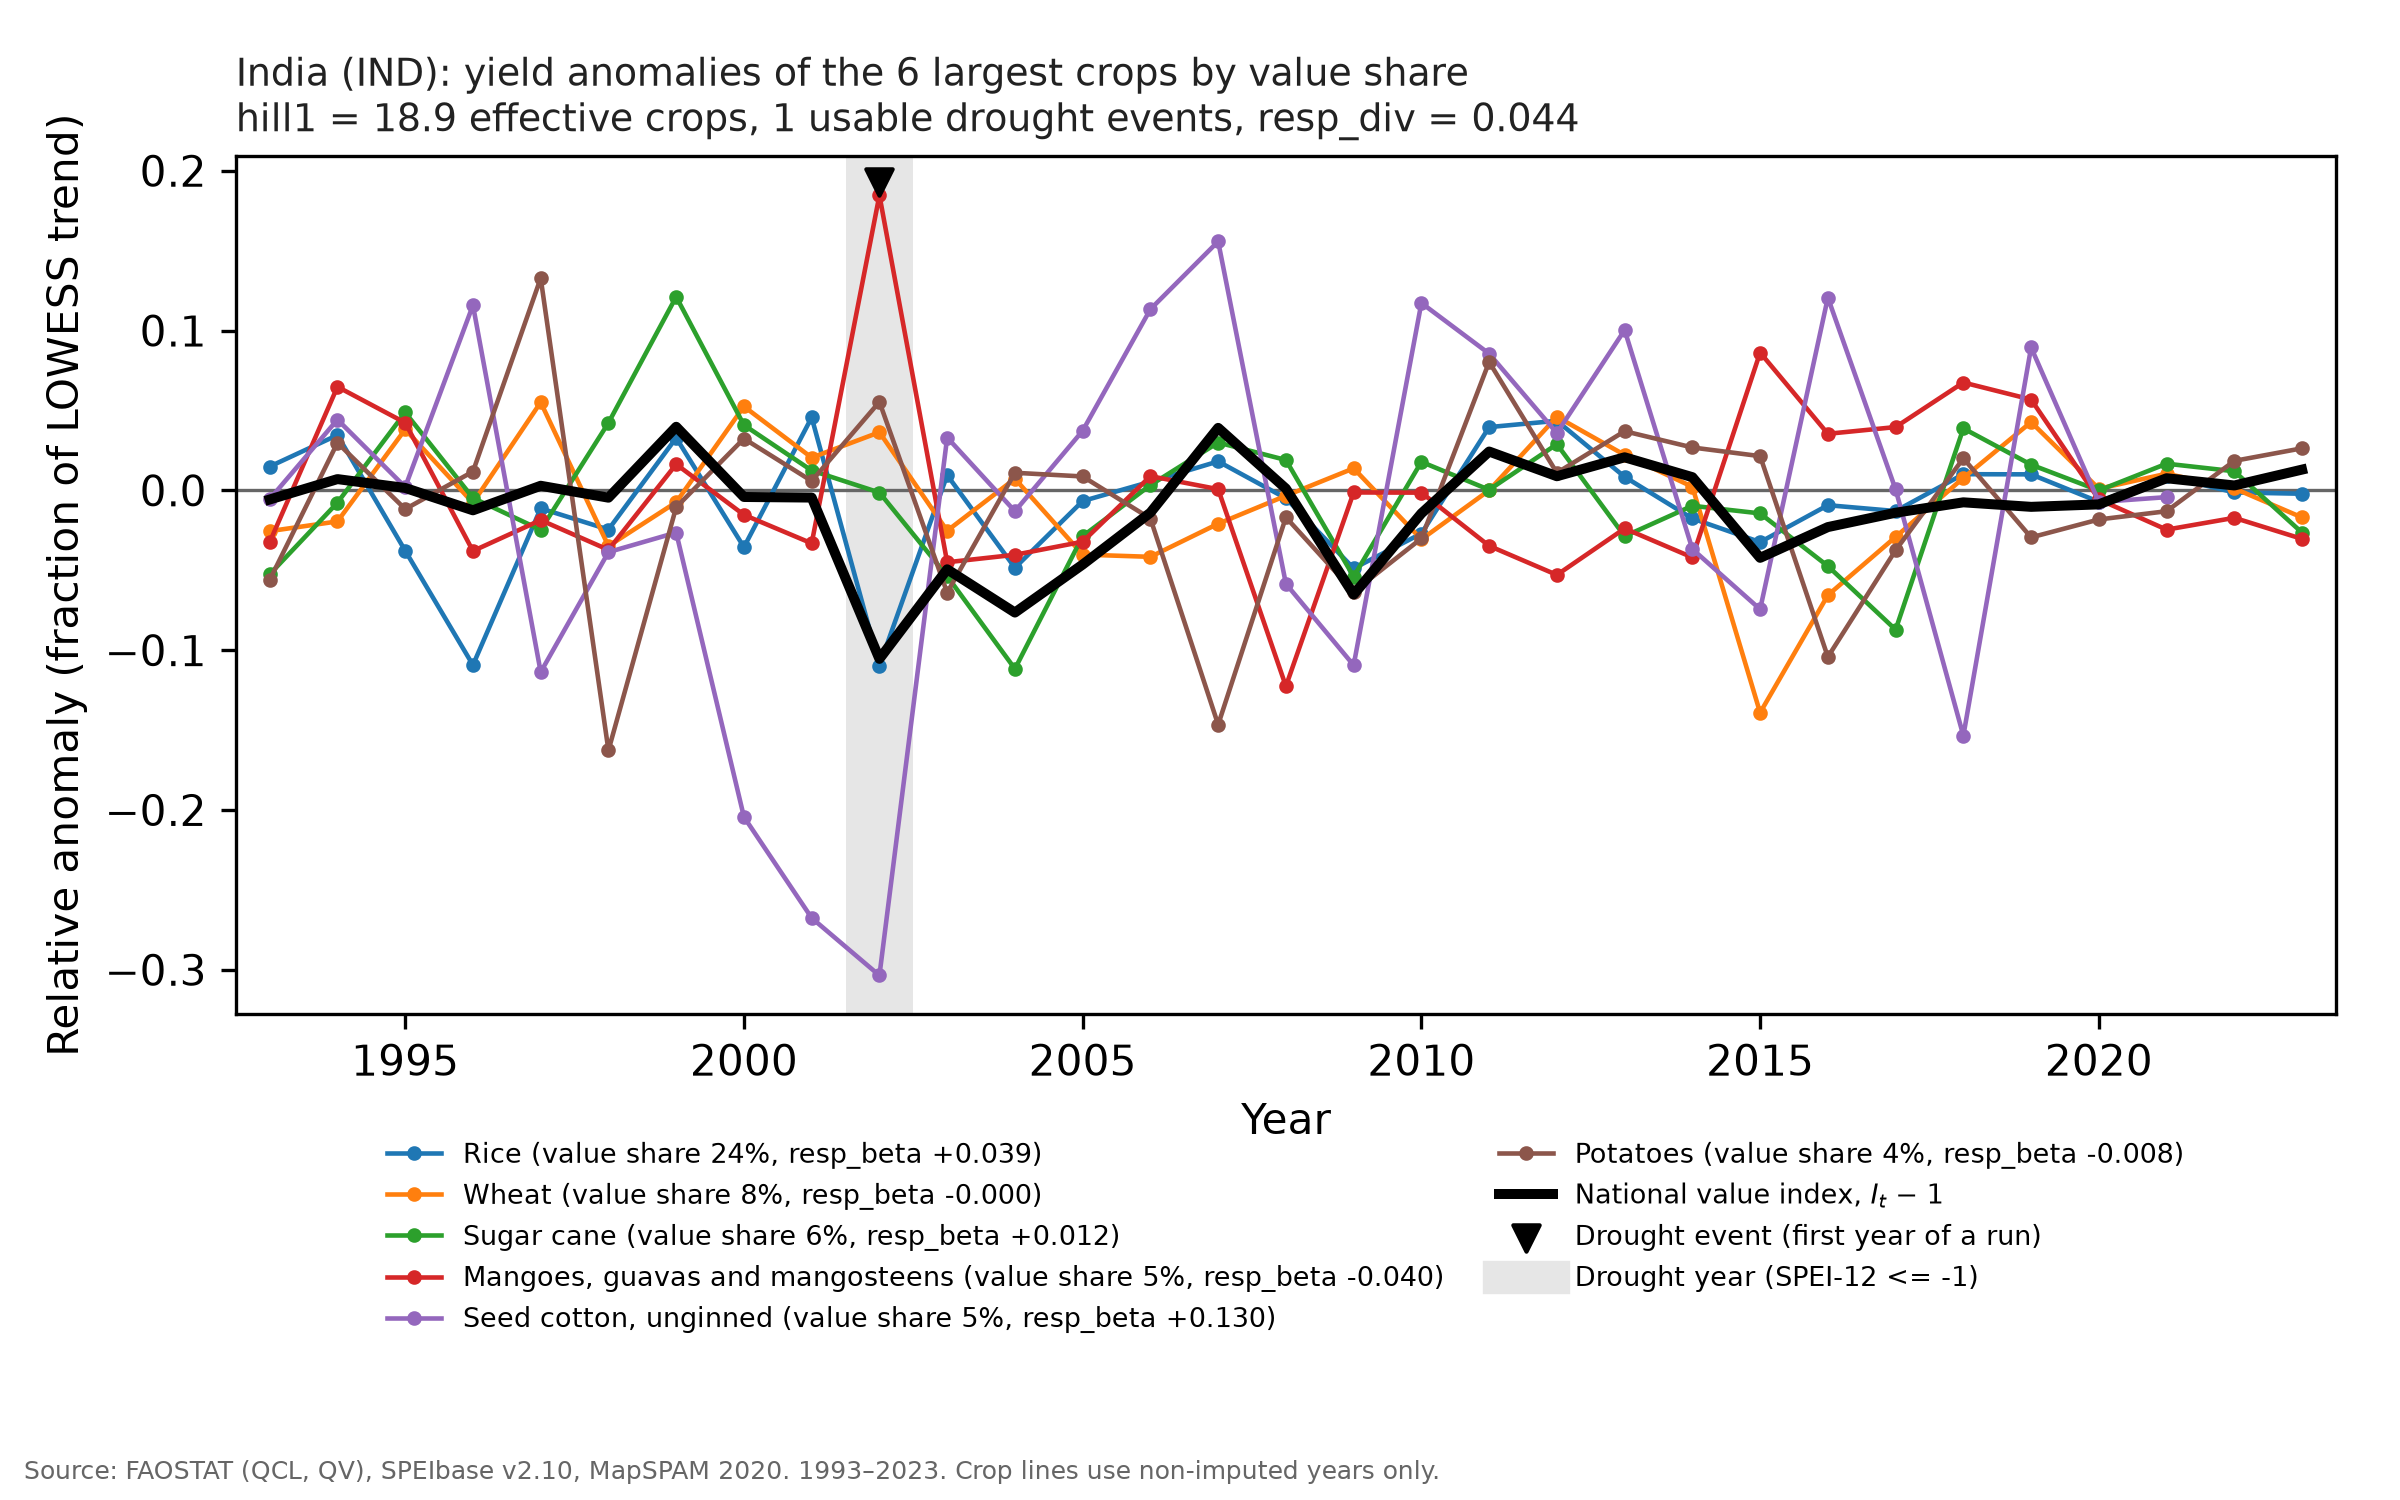 India (IND): yield anomalies of the 6 largest crops by value share
hill1 = 18.9 effective crops, 1 usable drought events, resp_div = 0.044
Relative anomaly (fraction of LOWESS trend)
0.2
0.1
0.0
−0.1
−0.2
−0.3
1995
2000
2005
2010
2015
2020
Year
Rice (value share 24%, resp_beta +0.039)
Wheat (value share 8%, resp_beta -0.000)
Sugar cane (value share 6%, resp_beta +0.012)
Mangoes, guavas and mangosteens (value share 5%, resp_beta -0.040)
Seed cotton, unginned (value share 5%, resp_beta +0.130)
Potatoes (value share 4%, resp_beta -0.008)
National value index, I_t − 1
Drought event (first year of a run)
Drought year (SPEI-12 <= -1)
Source: FAOSTAT (QCL, QV), SPEIbase v2.10, MapSPAM 2020. 1993–2023. Crop lines use non-imputed years only.